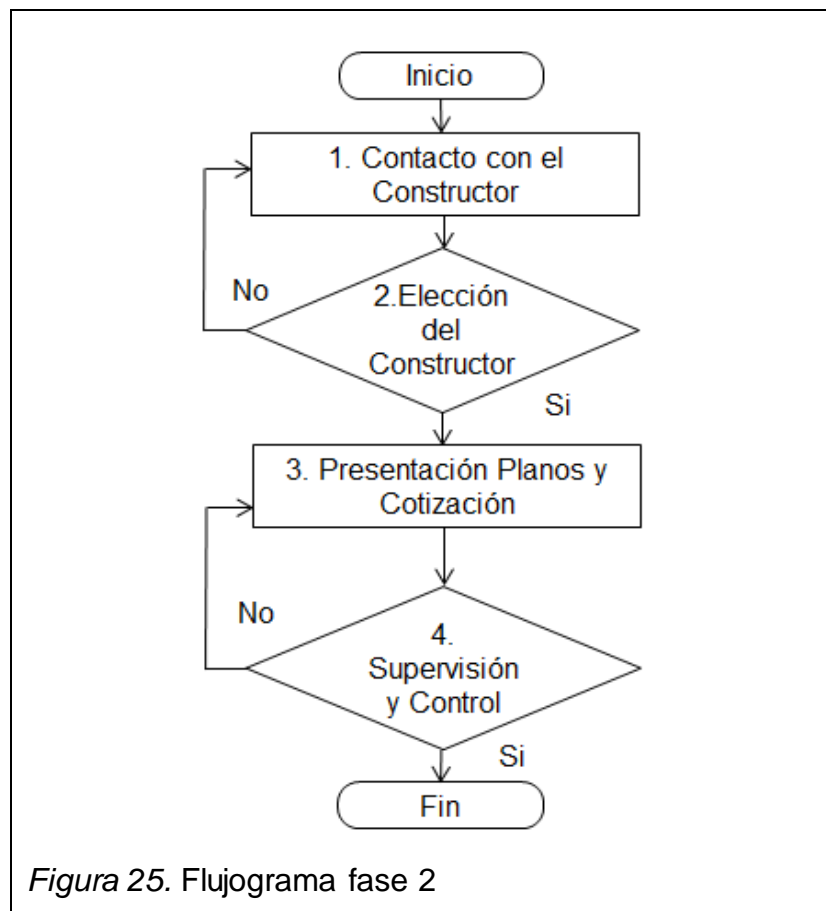 Inicio
1. Contacto con el
Constructor
No
2.Elección
del
Constructor
Si
3. Presentación Planos y
Cotización
No
4.
Supervisión
y Control
Si
Fin
Figura 25. Flujograma fase 2